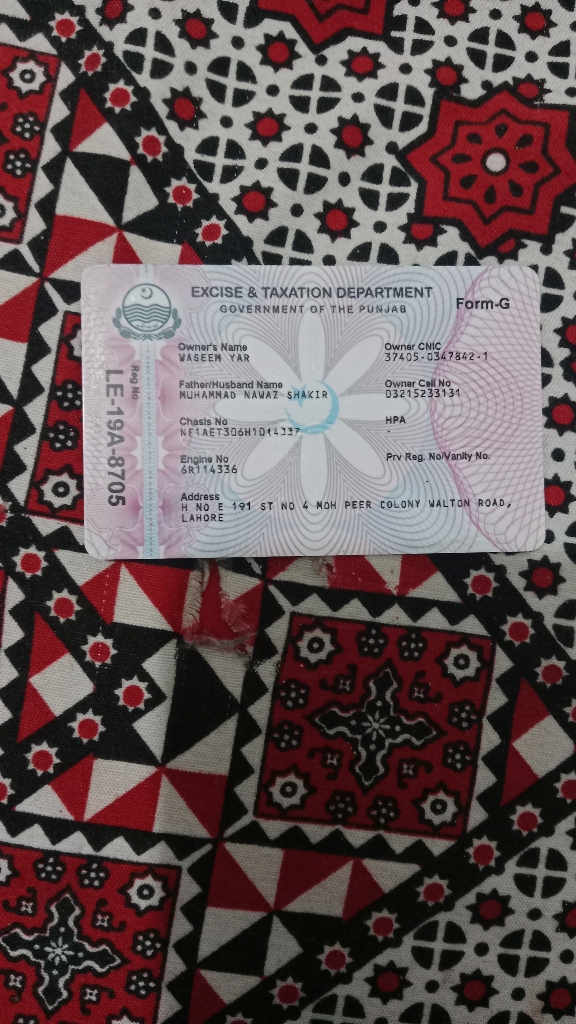 EXCISE & TAXATION DEPARTMENT
GOVERNMENT OF THE PUNJAB
Form-G
Reg No
LE-19A-8705
Owner's Name
WASEEM YAR
Owner CNIC
37405-0347842-1
Father/Husband Name
MUHAMMAD NAWAZ SHAKIR
Owner Cell No
03215233131
Chasis No
NF1AET306H1014337
HPA
Engine No
6R114336
Prv Reg. No/Vanity No.
Address
H NO E 191 ST NO 4 MOH PEER COLONY WALTON ROAD,
LAHORE